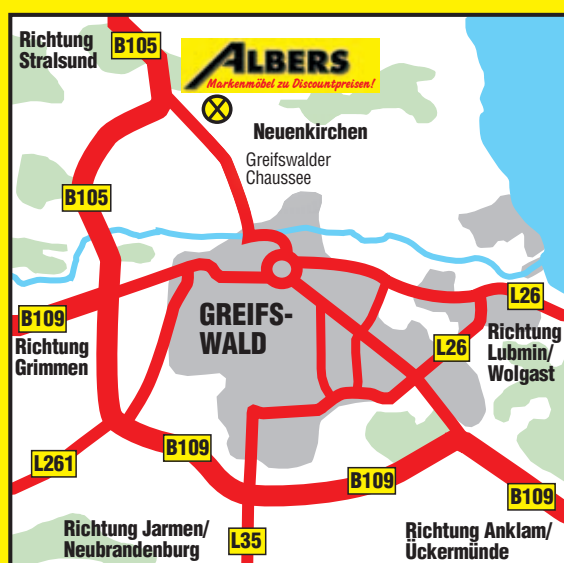 Richtung
Stralsund
B105
ALBERS
Markenmöbel zu Discountpreisen!
Neuenkirchen
Greifswalder
Chaussee
B105
B109
Richtung
Grimmen
GREIFS-
WALD
L26
Richtung
Lubmin/
Wolgast
L26
L261
B109
B109
B109
Richtung Jarmen/
Neubrandenburg
L35
Richtung Anklam/
Ückermünde